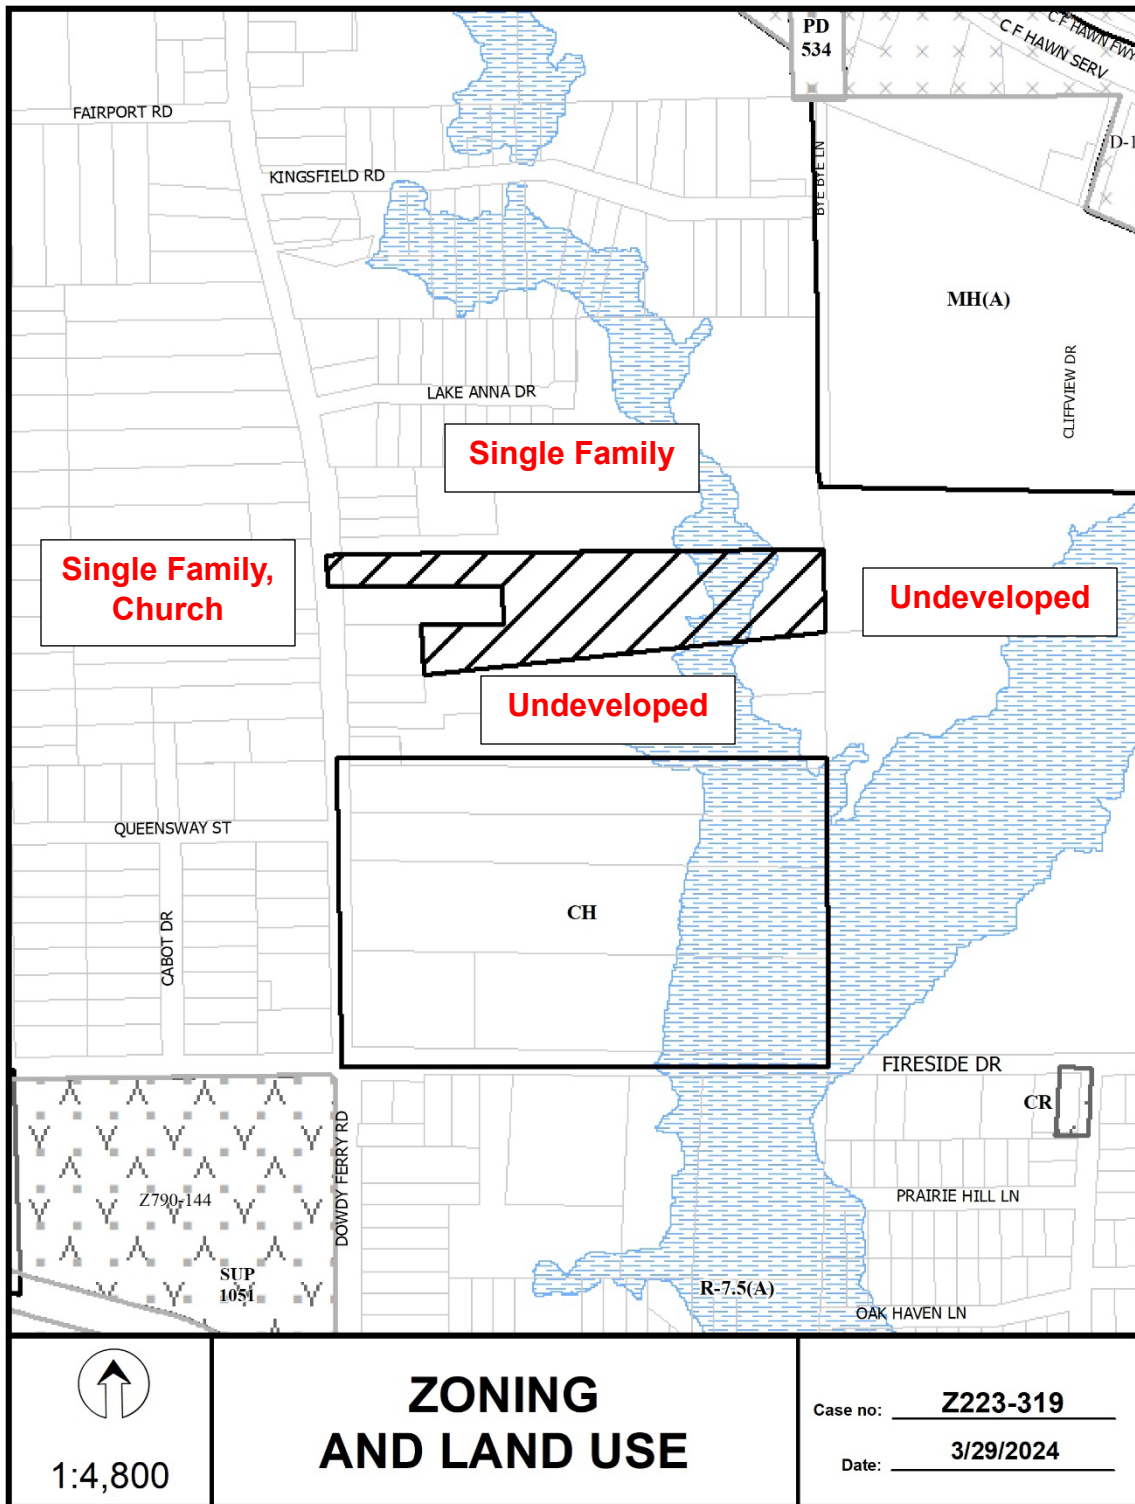 PD
534
C F HAWN FWY
C F HAWN SERV
FAIRPORT RD
D-1
KINGSFIELD RD
BYE BYE LN
MH(A)
CLIFFVIEW DR
LAKE ANNA DR
Single Family
Single Family,
Church
Undeveloped
Undeveloped
QUEENSWAY ST
CABOT DR
CH
FIRESIDE DR
CR
DOWDY FERRY RD
Z790-144
PRAIRIE HILL LN
SUP
1051
R-7.5(A)
OAK HAVEN LN
1:4,800
ZONING
AND LAND USE
Case no: Z223-319
Date: 3/29/2024